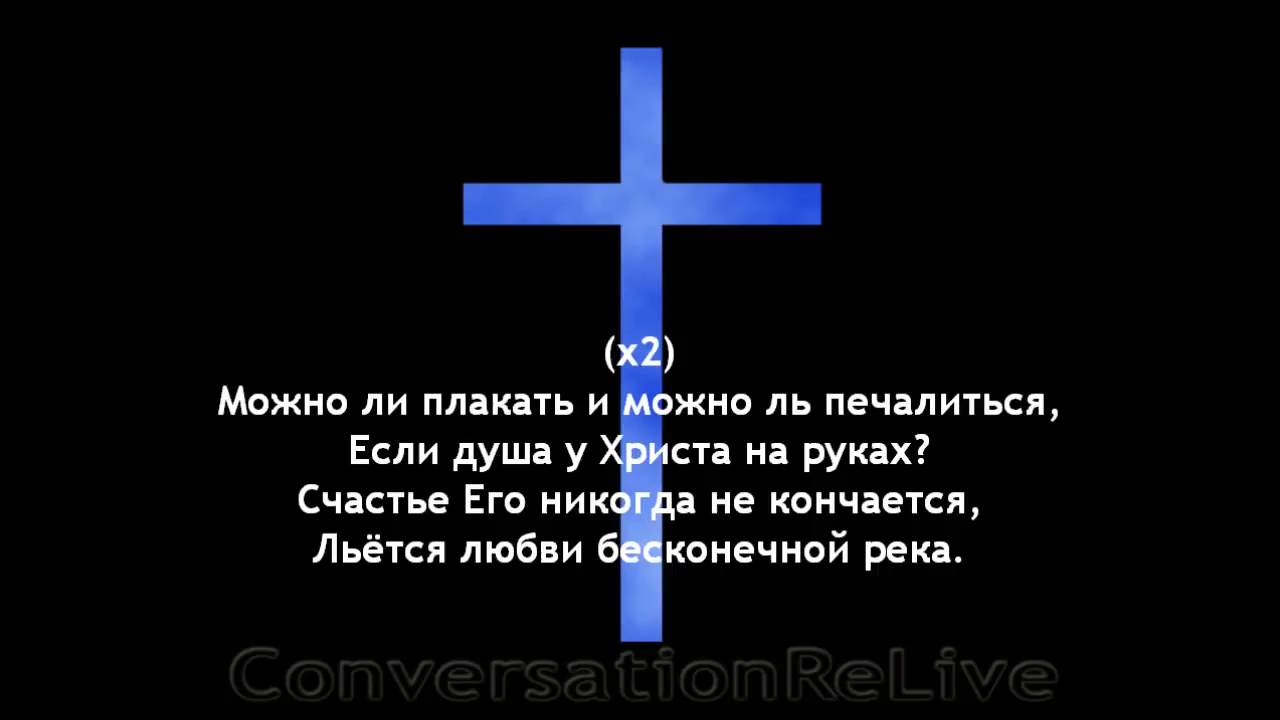 (x2)
Можно ли плакать и можно ль печалиться,
Если душа у Христа на руках?
Счастье Его никогда не кончается,
Льётся любви бесконечной река.
ConversationReLive